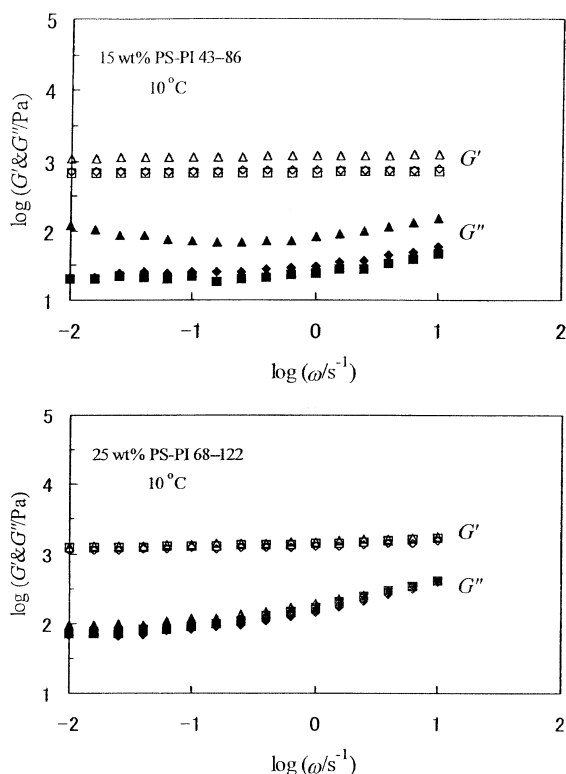 5
15 wt% PS-PI 43–86
10 °C
4
log (G'&G"/Pa)
3
G'
2
G"
1
−2
−1
0
1
2
log (ω/s⁻¹)
5
25 wt% PS-PI 68–122
10 °C
4
log (G'&G"/Pa)
3
G'
2
G"
1
−2
−1
0
1
2
log (ω/s⁻¹)